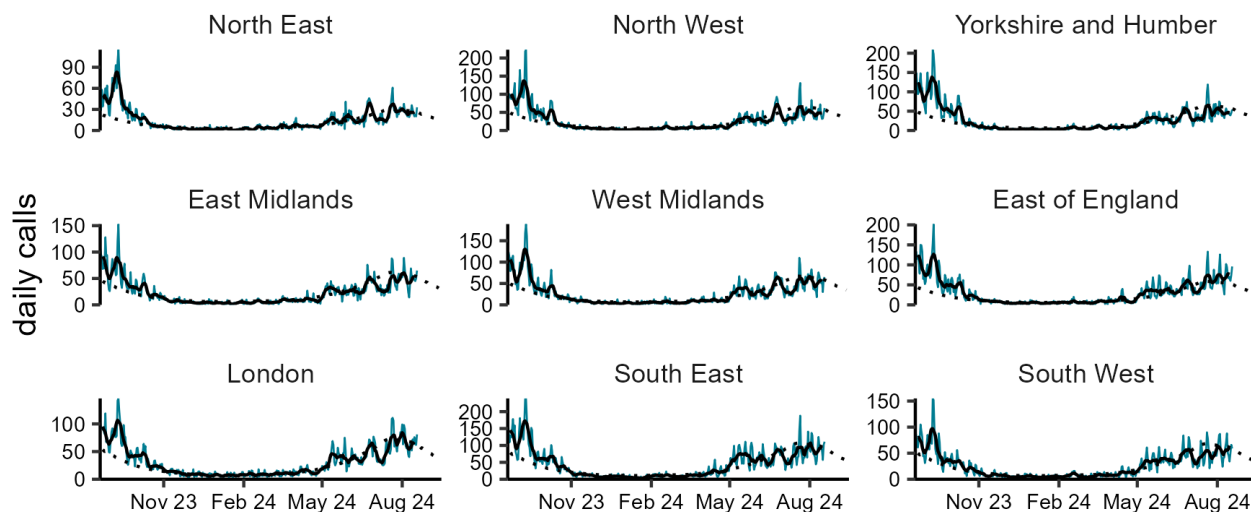 North East North West Yorkshire and Humber
90 60 30 0
200 150 100 50 0
200 150 100 50 0
East Midlands West Midlands East of England
daily calls
150 100 50 0
150 100 50 0
200 150 100 50 0
London South East South West
100 50 0
200 150 100 50 0
150 100 50 0
Nov 23 Feb 24 May 24 Aug 24 Nov 23 Feb 24 May 24 Aug 24 Nov 23 Feb 24 May 24 Aug 24